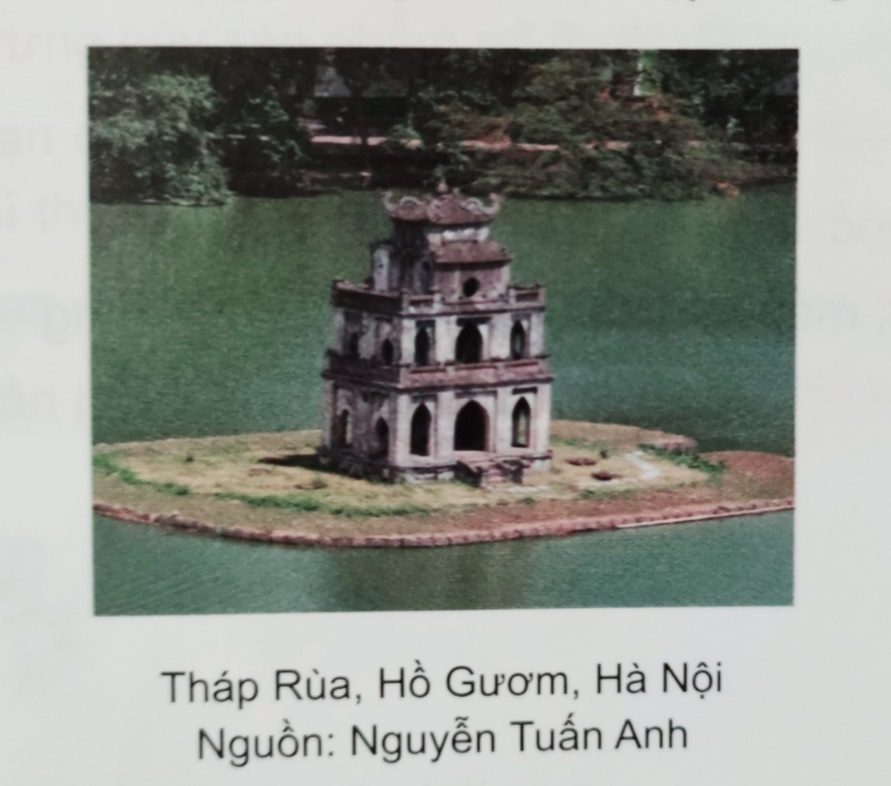 Tháp Rùa, Hồ Gươm, Hà Nội
Nguồn: Nguyễn Tuấn Anh